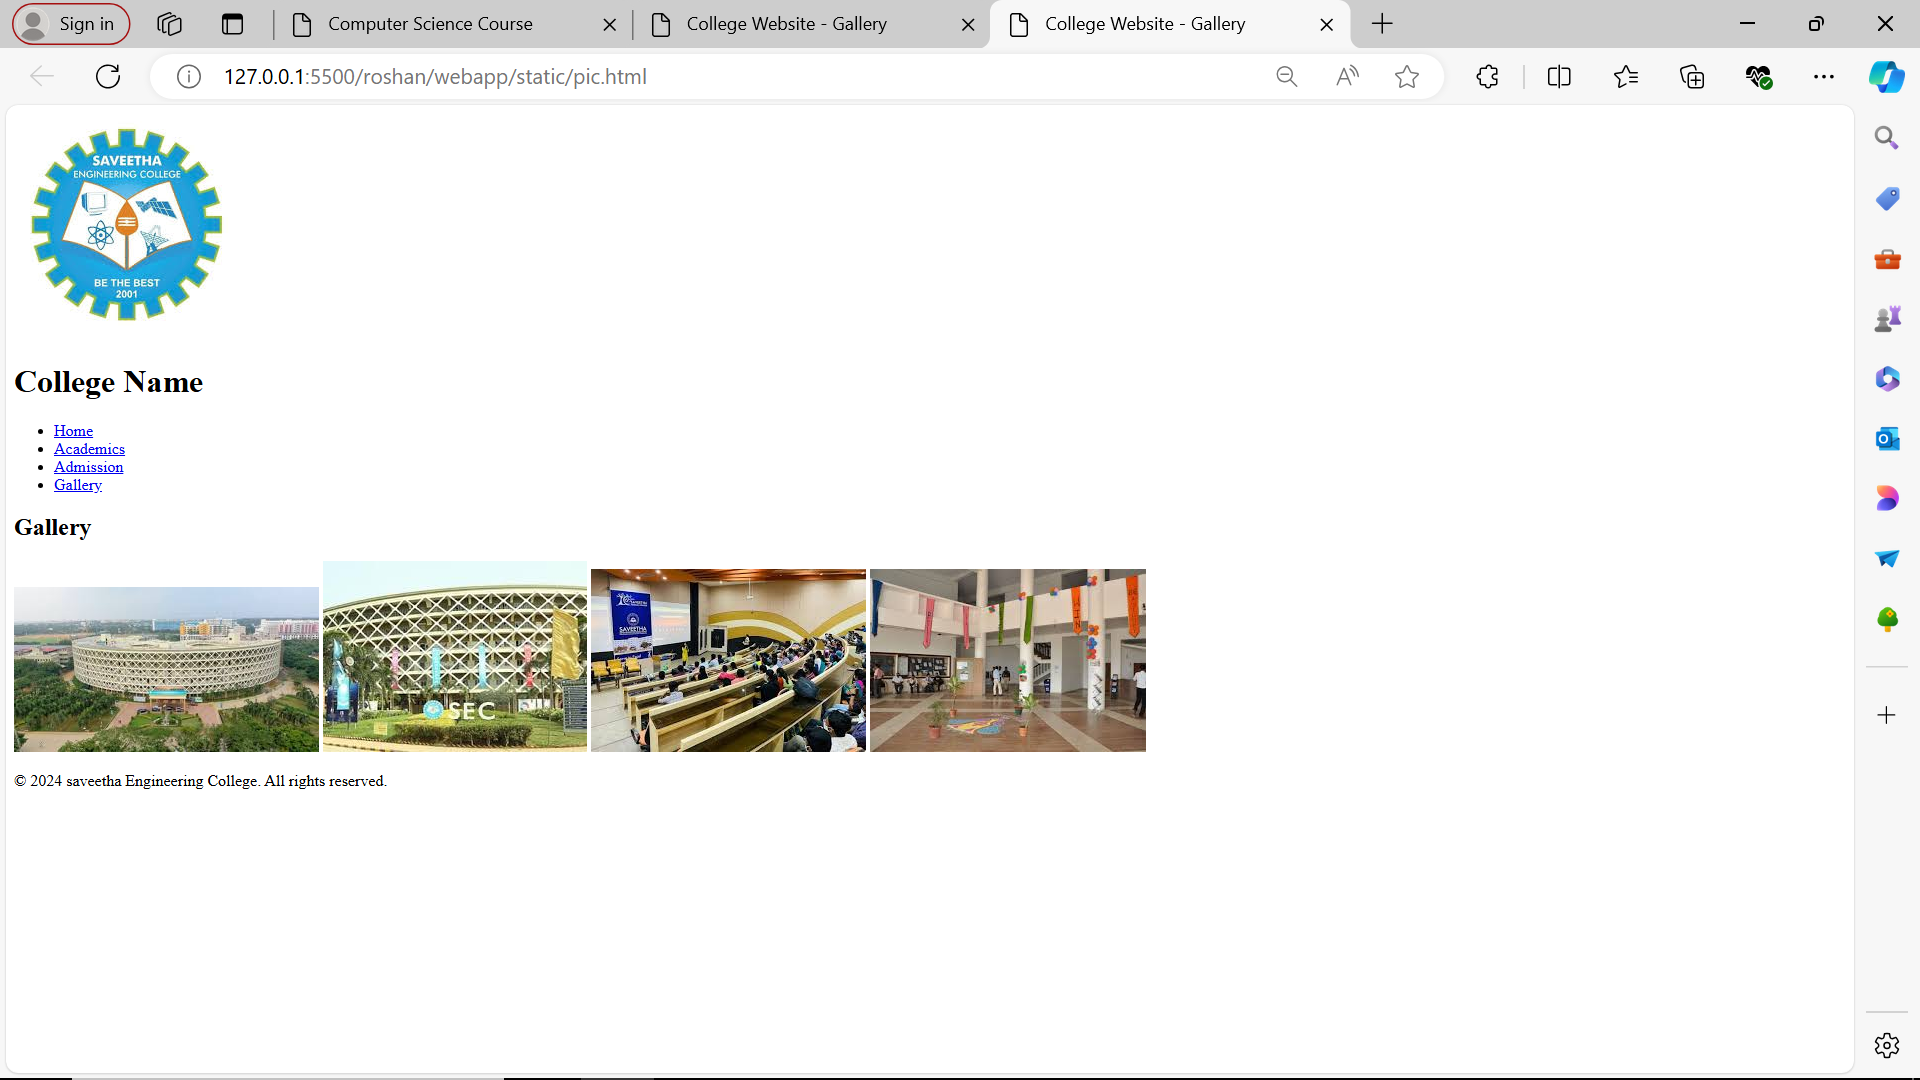 Sign in
Computer Science Course
College Website - Gallery
College Website - Gallery
127.0.0.1:5500/roshan/webapp/static/pic.html
SAVEETHA
ENGINEERING COLLEGE
BE THE BEST
2001
College Name
Home
Academics
Admission
Gallery
Gallery
SEC
SAVEETHA
© 2024 saveetha Engineering College. All rights reserved.